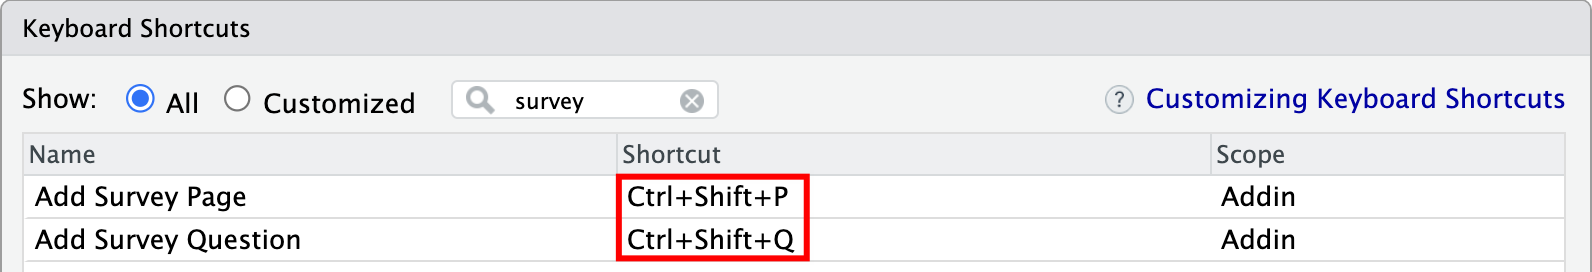 Keyboard Shortcuts
Show: All Customized survey ? Customizing Keyboard Shortcuts
Name Shortcut Scope
Add Survey Page Ctrl+Shift+P Addin
Add Survey Question Ctrl+Shift+Q Addin